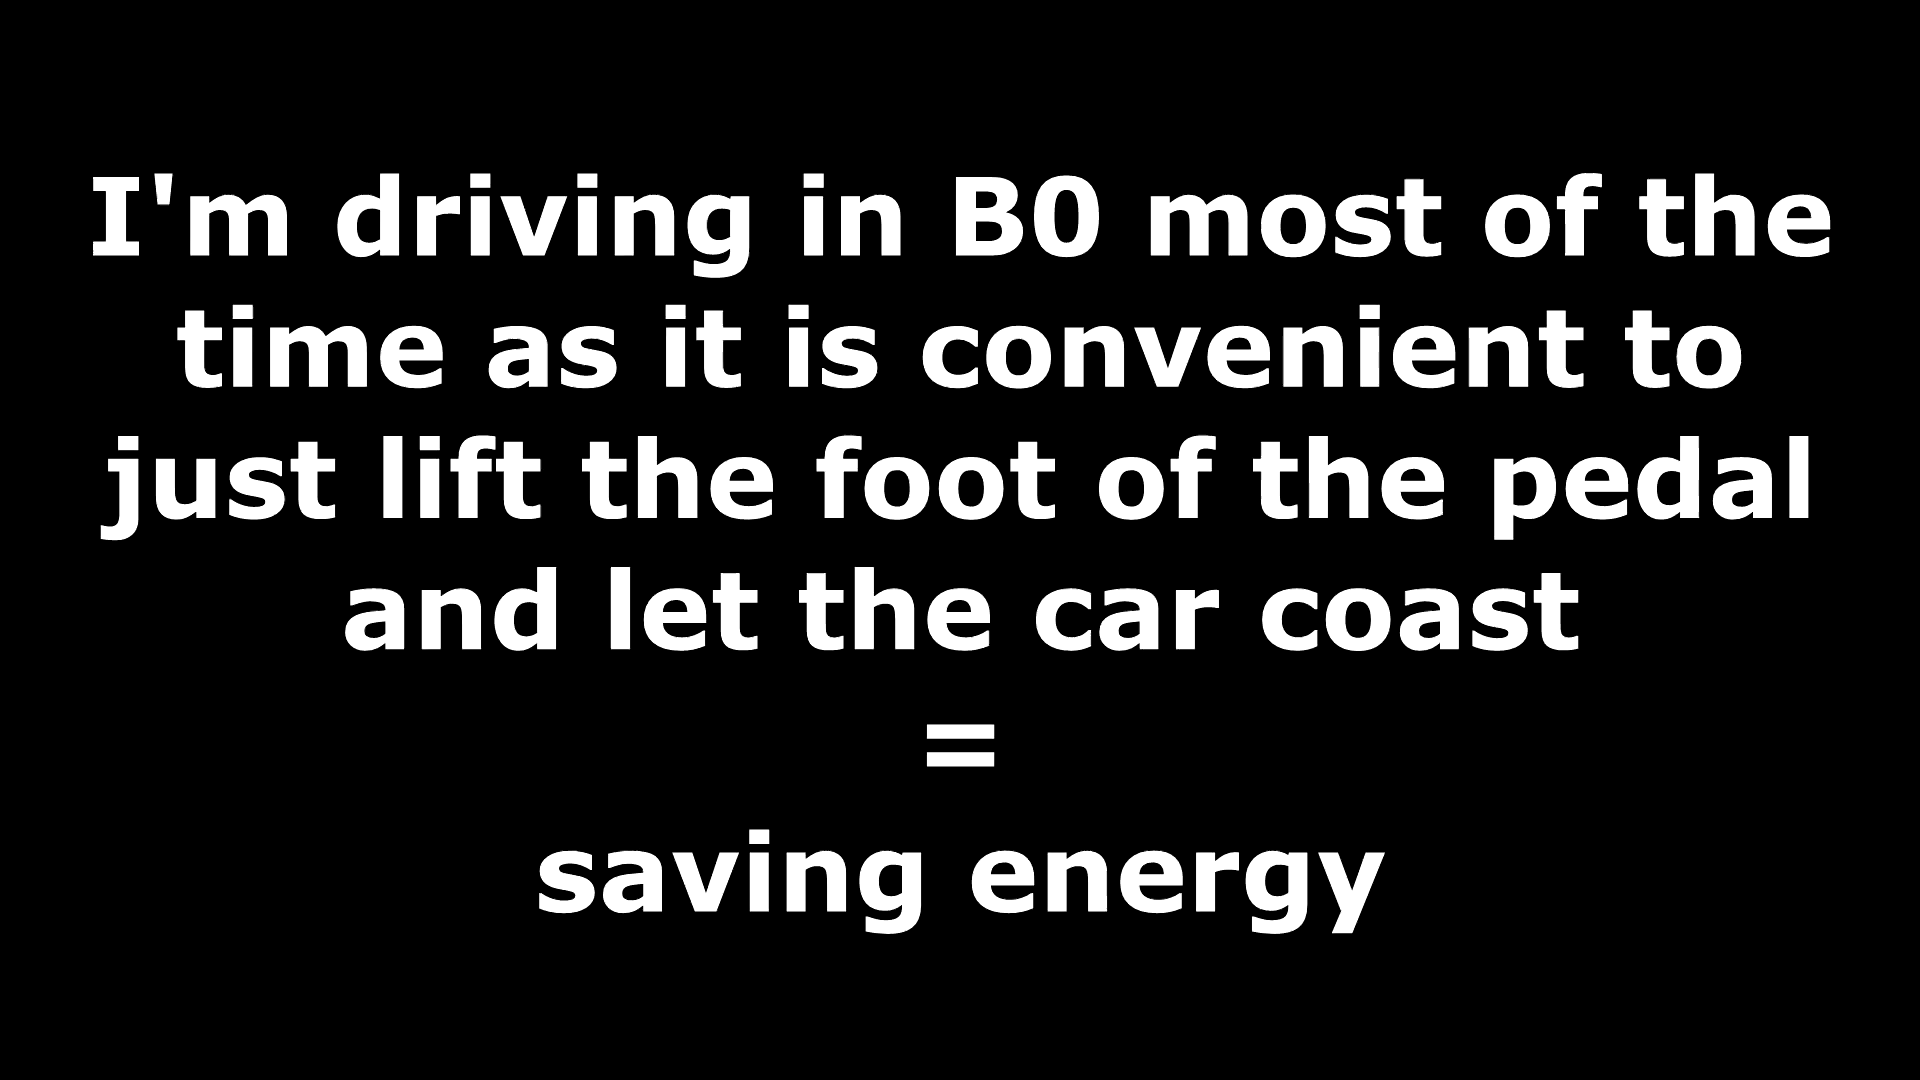 I'm driving in B0 most of the
time as it is convenient to
just lift the foot of the pedal
and let the car coast
=
saving energy